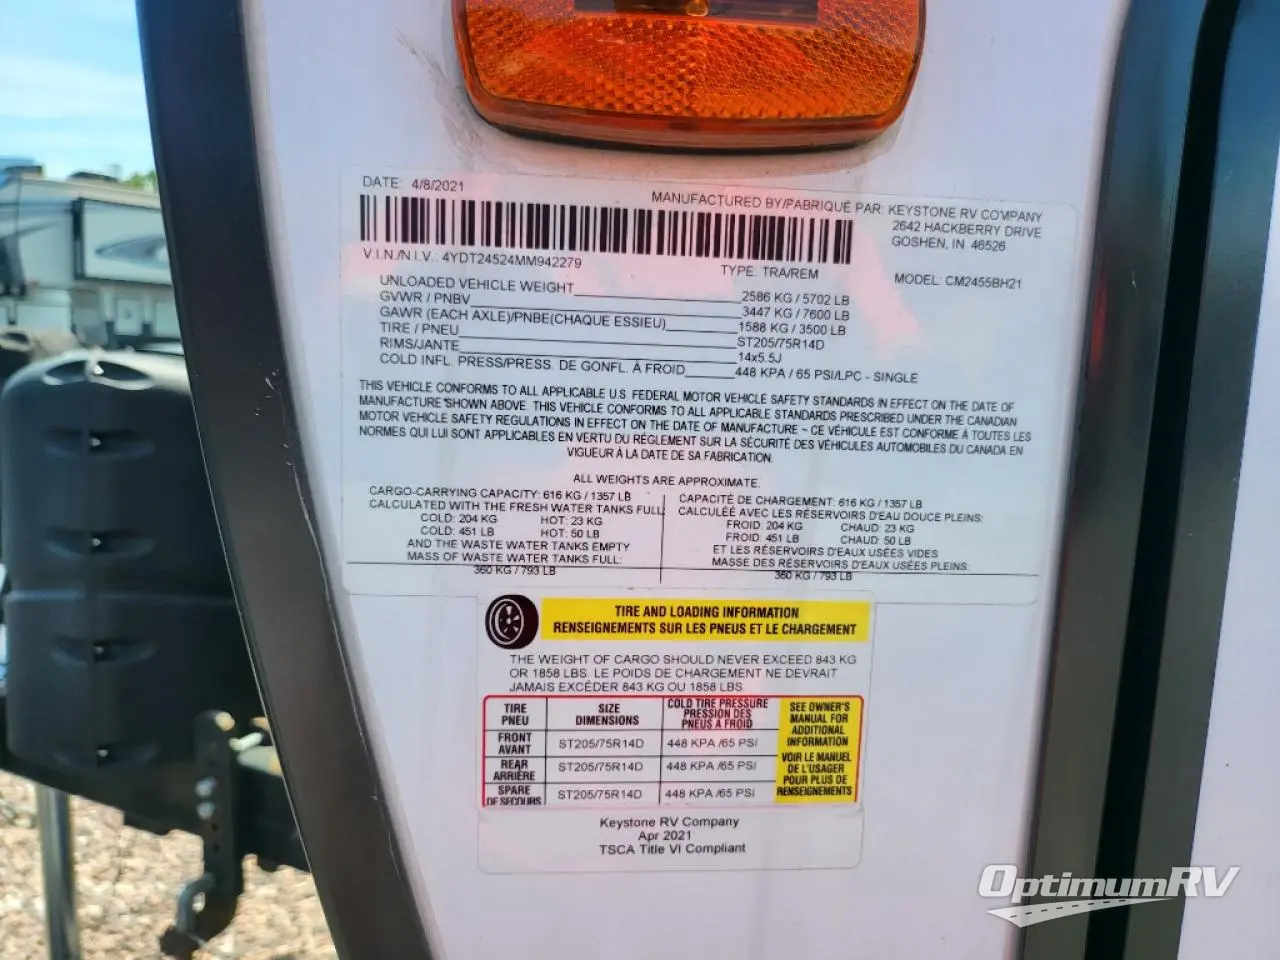 DATE: 4/8/2021
MANUFACTURED BY/FABRIQUÉ PAR: KEYSTONE RV COMPANY
2642 HACKBERRY DRIVE
GOSHEN, IN 46526
V.I.N./N.I.V.: 4YDT24524MM942279
TYPE: TRA/REM
MODEL: CM2455BH21
UNLOADED VEHICLE WEIGHT 2586 KG / 5702 LB
GVWR / PNBV 3447 KG / 7600 LB
GAWR (EACH AXLE)/PNBE(CHAQUE ESSIEU) 1588 KG / 3500 LB
TIRE / PNEU ST205/75R14D
RIMS/JANTE 14x5.5J
COLD INFL. PRESS/PRESS. DE GONFL. À FROID 448 KPA / 65 PSI/LPC - SINGLE
THIS VEHICLE CONFORMS TO ALL APPLICABLE U.S. FEDERAL MOTOR VEHICLE SAFETY STANDARDS IN EFFECT ON THE DATE OF
MANUFACTURE SHOWN ABOVE. THIS VEHICLE CONFORMS TO ALL APPLICABLE STANDARDS PRESCRIBED UNDER THE CANADIAN
MOTOR VEHICLE SAFETY REGULATIONS IN EFFECT ON THE DATE OF MANUFACTURE ~ CE VÉHICULE EST CONFORME À TOUTES LES
NORMES QUI LUI SONT APPLICABLES EN VERTU DU RÈGLEMENT SUR LA SÉCURITÉ DES VÉHICULES AUTOMOBILES DU CANADA EN
VIGUEUR À LA DATE DE SA FABRICATION.
ALL WEIGHTS ARE APPROXIMATE.
CARGO-CARRYING CAPACITY: 616 KG / 1357 LB
CALCULATED WITH THE FRESH WATER TANKS FULL
COLD: 204 KG HOT: 23 KG
COLD: 451 LB HOT: 50 LB
AND THE WASTE WATER TANKS EMPTY
MASS OF WASTE WATER TANKS FULL:
360 KG / 793 LB
CAPACITÉ DE CHARGEMENT: 616 KG / 1357 LB
CALCULÉE AVEC LES RÉSERVOIRS D'EAU DOUCE PLEINS:
FROID: 204 KG CHAUD: 23 KG
FROID: 451 LB CHAUD: 50 LB
ET LES RÉSERVOIRS D'EAUX USÉES VIDES
MASSE DES RÉSERVOIRS D'EAUX USÉES PLEINS:
360 KG / 793 LB
TIRE AND LOADING INFORMATION
RENSEIGNEMENTS SUR LES PNEUS ET LE CHARGEMENT
THE WEIGHT OF CARGO SHOULD NEVER EXCEED 843 KG
OR 1858 LBS. LE POIDS DE CHARGEMENT NE DEVRAIT
JAMAIS EXCÉDER 843 KG OU 1858 LBS.
TIRE
PNEU
SIZE
DIMENSIONS
COLD TIRE PRESSURE
PRESSION DES
PNEUS A FROID
FRONT
AVANT
ST205/75R14D
448 KPA /65 PSI
REAR
ARRIÈRE
ST205/75R14D
448 KPA /65 PSI
SPARE
DE SECOURS
ST205/75R14D
448 KPA /65 PSI
SEE OWNER'S
MANUAL FOR
ADDITIONAL
INFORMATION
VOIR LE MANUEL
DE L'USAGER
POUR PLUS DE
RENSEIGNEMENTS
Keystone RV Company
Apr 2021
TSCA Title VI Compliant
OptimumRV